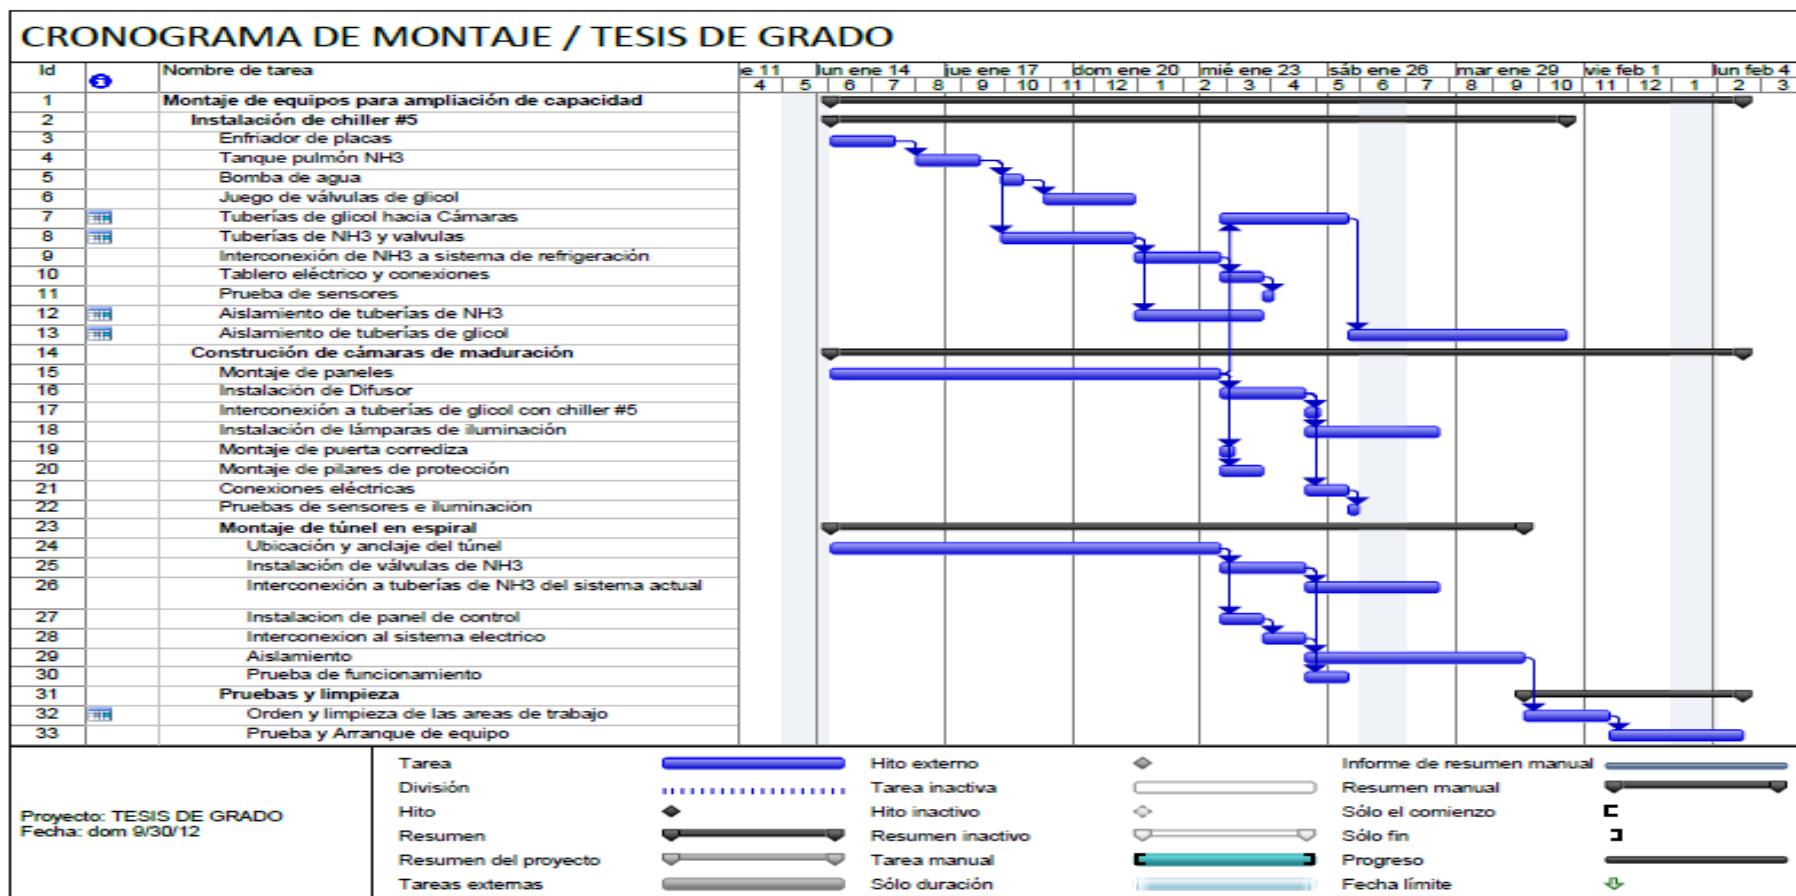 CRONOGRAMA DE MONTAJE / TESIS DE GRADO
Id Nombre de tarea e 11 lun ene 14 jue ene 17 dom ene 20 mié ene 23 sáb ene 26 mar ene 29 vie feb 1 lun feb 4
4 5 6 7 8 9 10 11 12 1 2 3 4 5 6 7 8 9 10 11 12 1 2 3
1 Montaje de equipos para ampliación de capacidad
2 Instalación de chiller #5
3 Enfriador de placas
4 Tanque pulmón NH3
5 Bomba de agua
6 Juego de válvulas de glicol
7 Tuberías de glicol hacia Cámaras
8 Tuberías de NH3 y valvulas
9 Interconexión de NH3 a sistema de refrigeración
10 Tablero eléctrico y conexiones
11 Prueba de sensores
12 Aislamiento de tuberías de NH3
13 Aislamiento de tuberías de glicol
14 Construción de cámaras de maduración
15 Montaje de paneles
16 Instalación de Difusor
17 Interconexión a tuberías de glicol con chiller #5
18 Instalación de lámparas de iluminación
19 Montaje de puerta corrediza
20 Montaje de pilares de protección
21 Conexiones eléctricas
22 Pruebas de sensores e iluminación
23 Montaje de túnel en espiral
24 Ubicación y anclaje del túnel
25 Instalación de válvulas de NH3
26 Interconexión a tuberías de NH3 del sistema actual
27 Instalacion de panel de control
28 Interconexion al sistema electrico
29 Aislamiento
30 Prueba de funcionamiento
31 Pruebas y limpieza
32 Orden y limpieza de las areas de trabajo
33 Prueba y Arranque de equipo
Proyecto: TESIS DE GRADO
Fecha: dom 9/30/12
Tarea Hito externo Informe de resumen manual
División Tarea inactiva Resumen manual
Hito Hito inactivo Sólo el comienzo
Resumen Resumen inactivo Sólo fin
Resumen del proyecto Tarea manual Progreso
Tareas externas Sólo duración Fecha límite